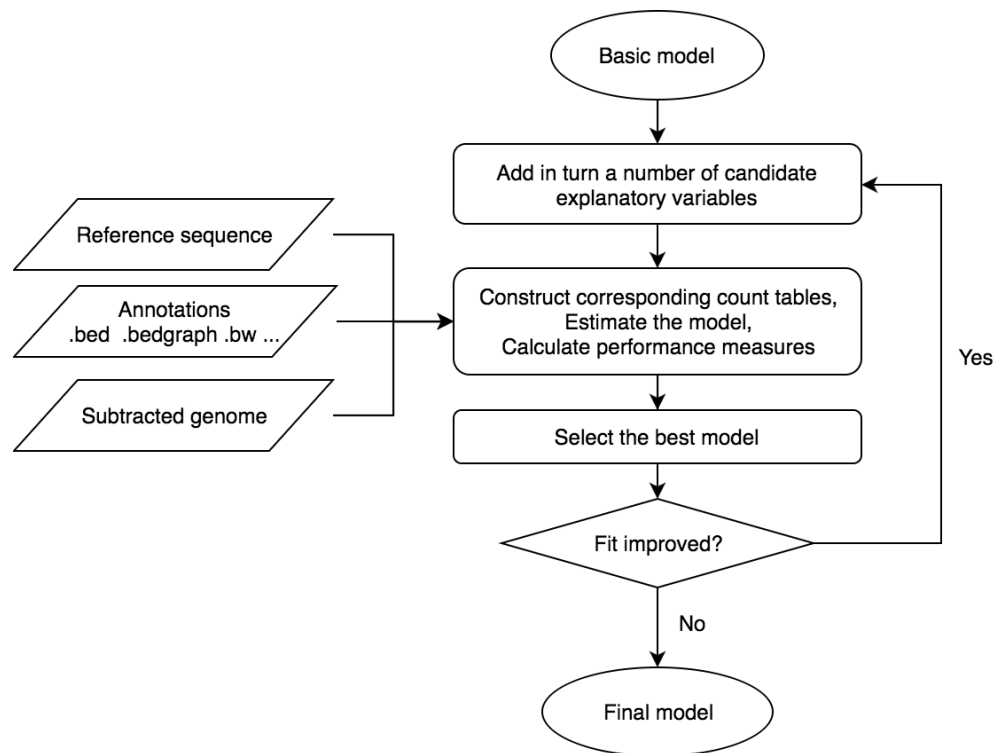 Basic model
Add in turn a number of candidate
explanatory variables
Reference sequence
Annotations
.bed .bedgraph .bw ...
Subtracted genome
Construct corresponding count tables,
Estimate the model,
Calculate performance measures
Yes
Select the best model
Fit improved?
No
Final model